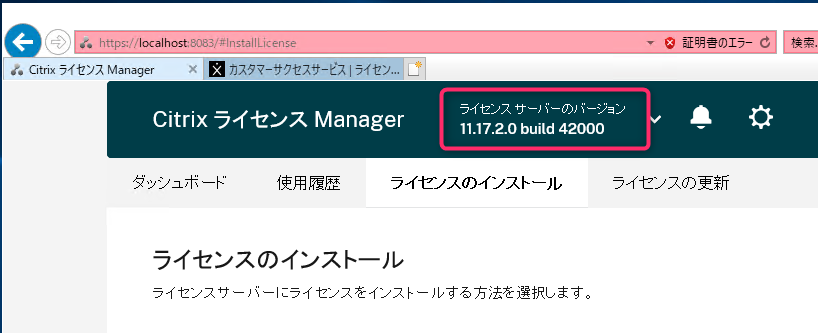 https://localhost:8083/#InstallLicense 証明書のエラー 検索...
Citrix ライセンス Manager カスタマーサクセスサービス | ライセン...
Citrix ライセンス Manager
ライセンス サーバーのバージョン
11.17.2.0 build 42000
ダッシュボード 使用履歴 ライセンスのインストール ライセンスの更新
ライセンスのインストール
ライセンスサーバーにライセンスをインストールする方法を選択します。